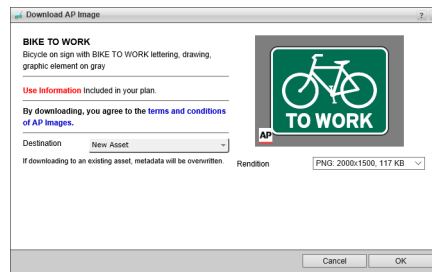 Download AP Image
?
BIKE TO WORK
Bicycle on sign with BIKE TO WORK lettering, drawing,
graphic element on gray
Use Information Included in your plan.
By downloading, you agree to the terms and conditions
of AP Images.
Destination
New Asset
If downloading to an existing asset, metadata will be overwritten.
TO WORK
AP
Rendition
PNG: 2000x1500, 117 KB
Cancel
OK